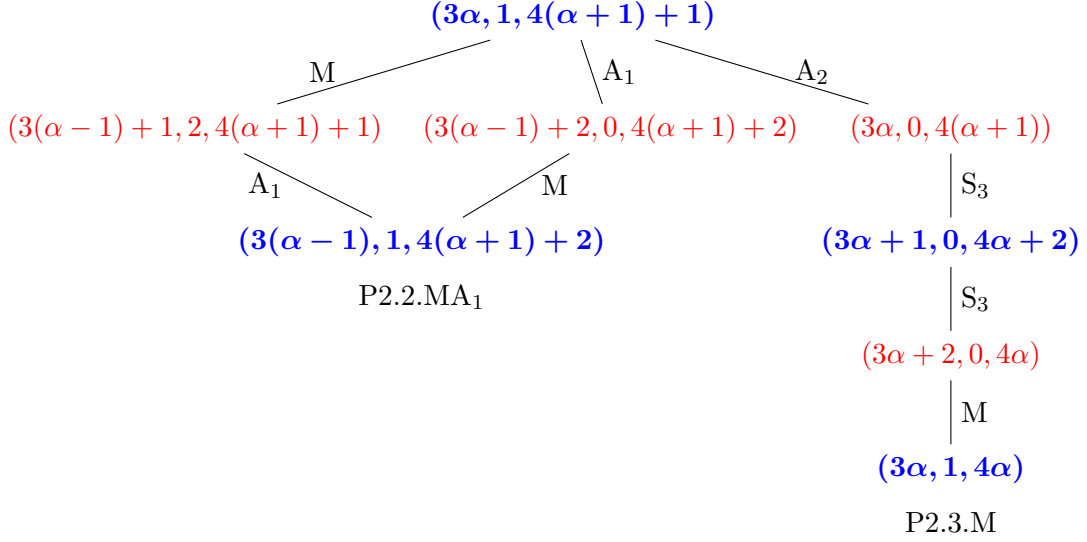 (3α, 1, 4(α + 1) + 1)
M A₁ A₂
(3(α − 1) + 1, 2, 4(α + 1) + 1) (3(α − 1) + 2, 0, 4(α + 1) + 2) (3α, 0, 4(α + 1))
A₁ M S₃
(3(α − 1), 1, 4(α + 1) + 2) (3α + 1, 0, 4α + 2)
P2.2.MA₁ S₃
(3α + 2, 0, 4α)
M
(3α, 1, 4α)
P2.3.M